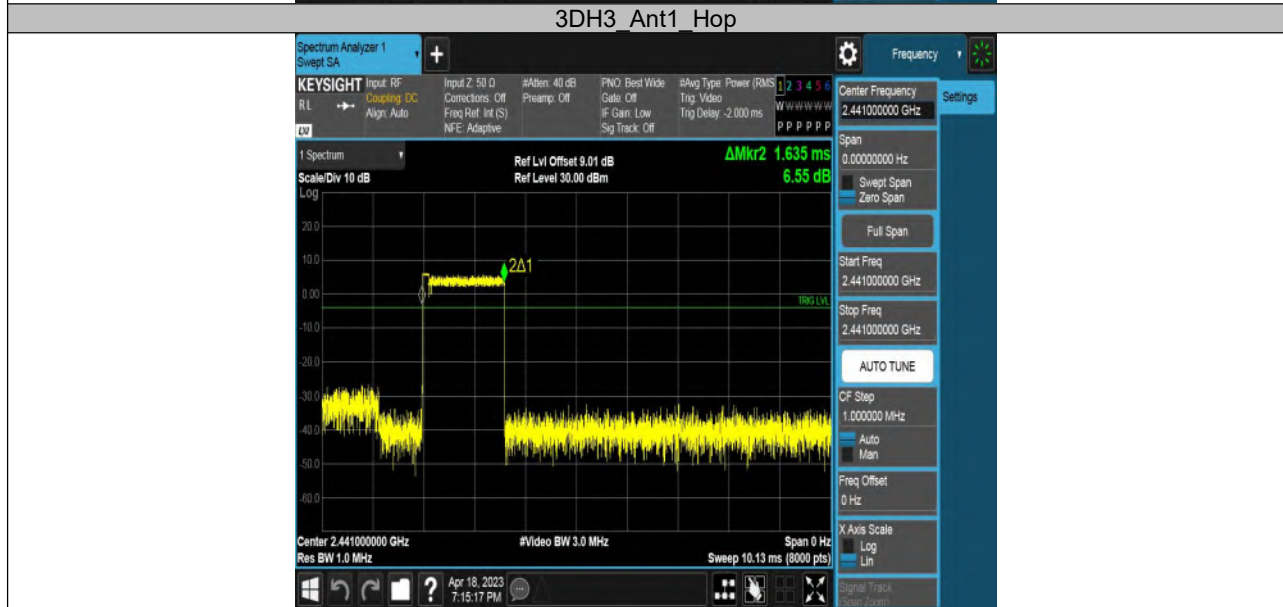 3DH3_Ant1_Hop
Spectrum Analyzer 1
Swept SA
+
Frequency
KEYSIGHT
RL
LXI
Input: RF
Coupling: DC
Align: Auto
Input Z: 50 Ω
Corrections: Off
Freq Ref: Int (S)
NFE: Adaptive
#Atten: 40 dB
Preamp: Off
PNO: Best Wide
Gate: Off
IF Gain: Low
Sig Track: Off
#Avg Type: Power (RMS
Trig: Video
Trig Delay: -2.000 ms
1 2 3 4 5 6
W W W W W W
P P P P P P
1 Spectrum
Scale/Div 10 dB
Ref Lvl Offset 9.01 dB
Ref Level 30.00 dBm
ΔMkr2 1.635 ms
6.55 dB
Log
20.0
10.0
0.00
-10.0
-20.0
-30.0
-40.0
-50.0
-60.0
2Δ1
TRIG LVL
Center 2.441000000 GHz
Res BW 1.0 MHz
#Video BW 3.0 MHz
Span 0 Hz
Sweep 10.13 ms (8000 pts)
?
Apr 18, 2023
7:15:17 PM
Center Frequency
2.441000000 GHz
Settings
Span
0.00000000 Hz
Swept Span
Zero Span
Full Span
Start Freq
2.441000000 GHz
Stop Freq
2.441000000 GHz
AUTO TUNE
CF Step
1.000000 MHz
Auto
Man
Freq Offset
0 Hz
X Axis Scale
Log
Lin
Signal Track
(Span Zoom)